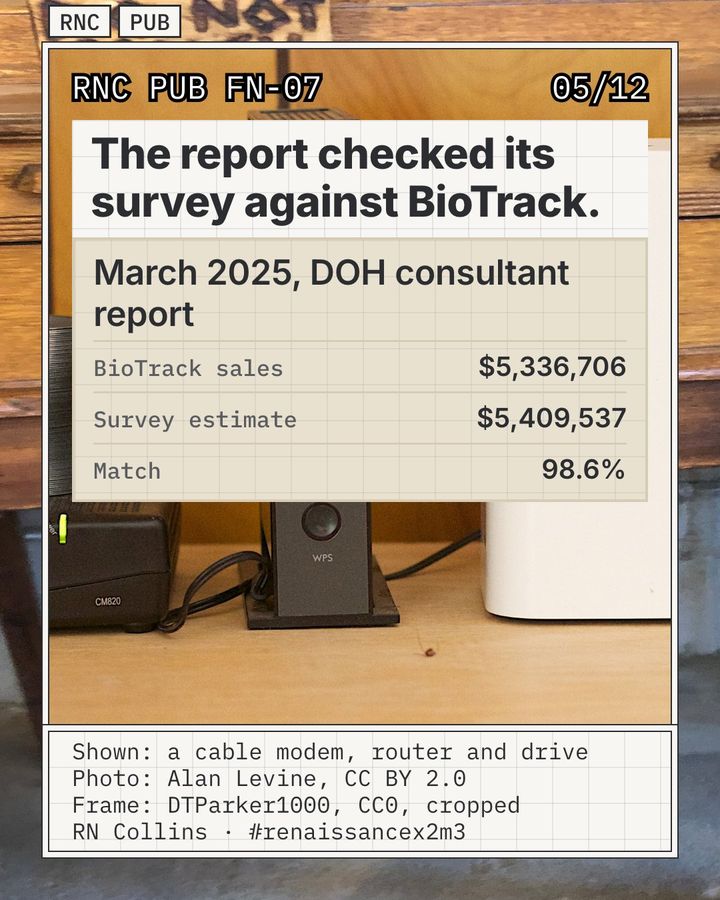 NOT
RNC PUB
RNC PUB FN-07 05/12
The report checked its
survey against BioTrack.
March 2025, DOH consultant
report
BioTrack sales $5,336,706
Survey estimate $5,409,537
Match 98.6%
WPS
CM820
Shown: a cable modem, router and drive
Photo: Alan Levine, CC BY 2.0
Frame: DTParker1000, CC0, cropped
RN Collins · #renaissancex2m3